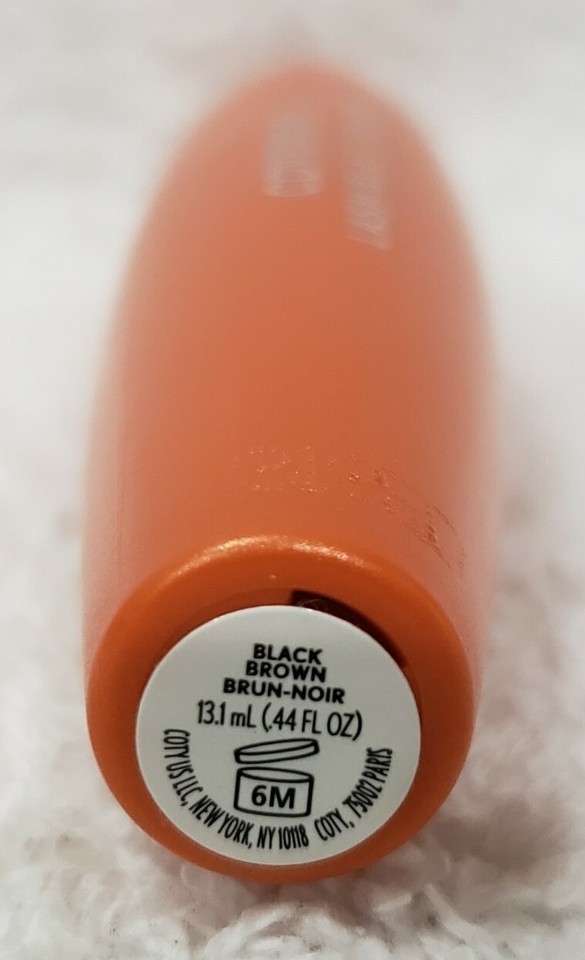 BLACK
BROWN
BRUN-NOIR
13.1 mL (.44 FL OZ)
6M
COTY US LLC, NEW YORK, NY 10118 COTY, 75002 PARIS